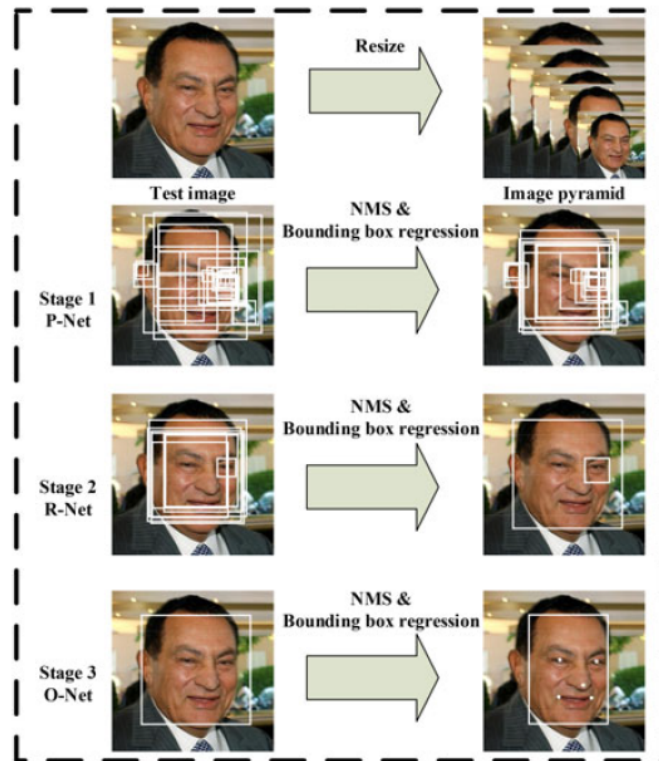 Resize
Test image
Image pyramid
NMS &
Bounding box regression
Stage 1
P-Net
NMS &
Bounding box regression
Stage 2
R-Net
NMS &
Bounding box regression
Stage 3
O-Net